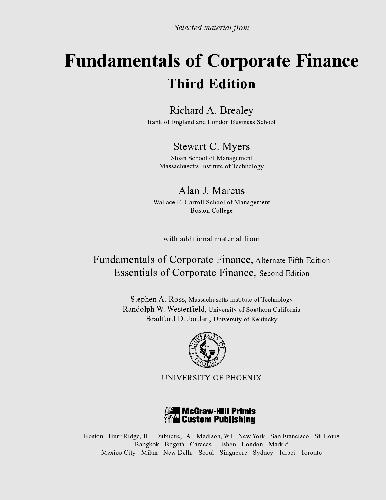 Selected material from
Fundamentals of Corporate Finance
Third Edition
Richard A. Brealey
Bank of England and London Business School
Stewart C. Myers
Sloan School of Management
Massachusetts Institute of Technology
Alan J. Marcus
Wallace E. Carroll School of Management
Boston College
with additional material from
Fundamentals of Corporate Finance, Alternate Fifth Edition
Essentials of Corporate Finance, Second Edition
Stephen A. Ross, Massachusetts Institute of Technology
Randolph W. Westerfield, University of Southern California
Bradford D. Jordan, University of Kentucky
UNIVERSITY OF PHOENIX
McGraw-Hill Primis
Custom Publishing
Boston Burr Ridge, IL Dubuque, IA Madison, WI New York San Francisco St. Louis
Bangkok Bogotá Caracas Lisbon London Madrid
Mexico City Milan New Delhi Seoul Singapore Sydney Taipei Toronto